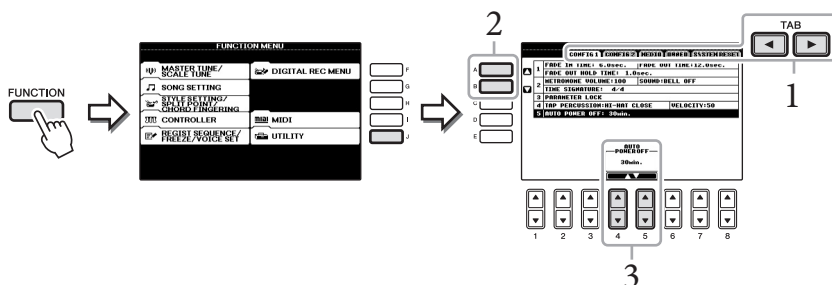 FUNCTION
FUNCTION MENU
MASTER TUNE/
SCALE TUNE
SONG SETTING
STYLE SETTING/
SPLIT POINT/
CHORD FINGERING
CONTROLLER
REGIST SEQUENCE/
FREEZE/VOICE SET
DIGITAL REC MENU
MIDI
UTILITY
F
G
H
I
J
2
A
B
C
D
E
CONFIG 1 CONFIG 2 MEDIA OWNER SYSTEM RESET
TAB
1
1 FADE IN TIME: 6.0sec. FADE OUT TIME:12.0sec.
FADE OUT HOLD TIME: 1.0sec.
2 METRONOME VOLUME:100 SOUND:BELL OFF
TIME SIGNATURE: 4/4
3 PARAMETER LOCK
4 TAP PERCUSSION:HI-HAT CLOSE VELOCITY:50
5 AUTO POWER OFF: 30min.
AUTO
POWER OFF
30min.
1 2 3 4 5 6 7 8
3